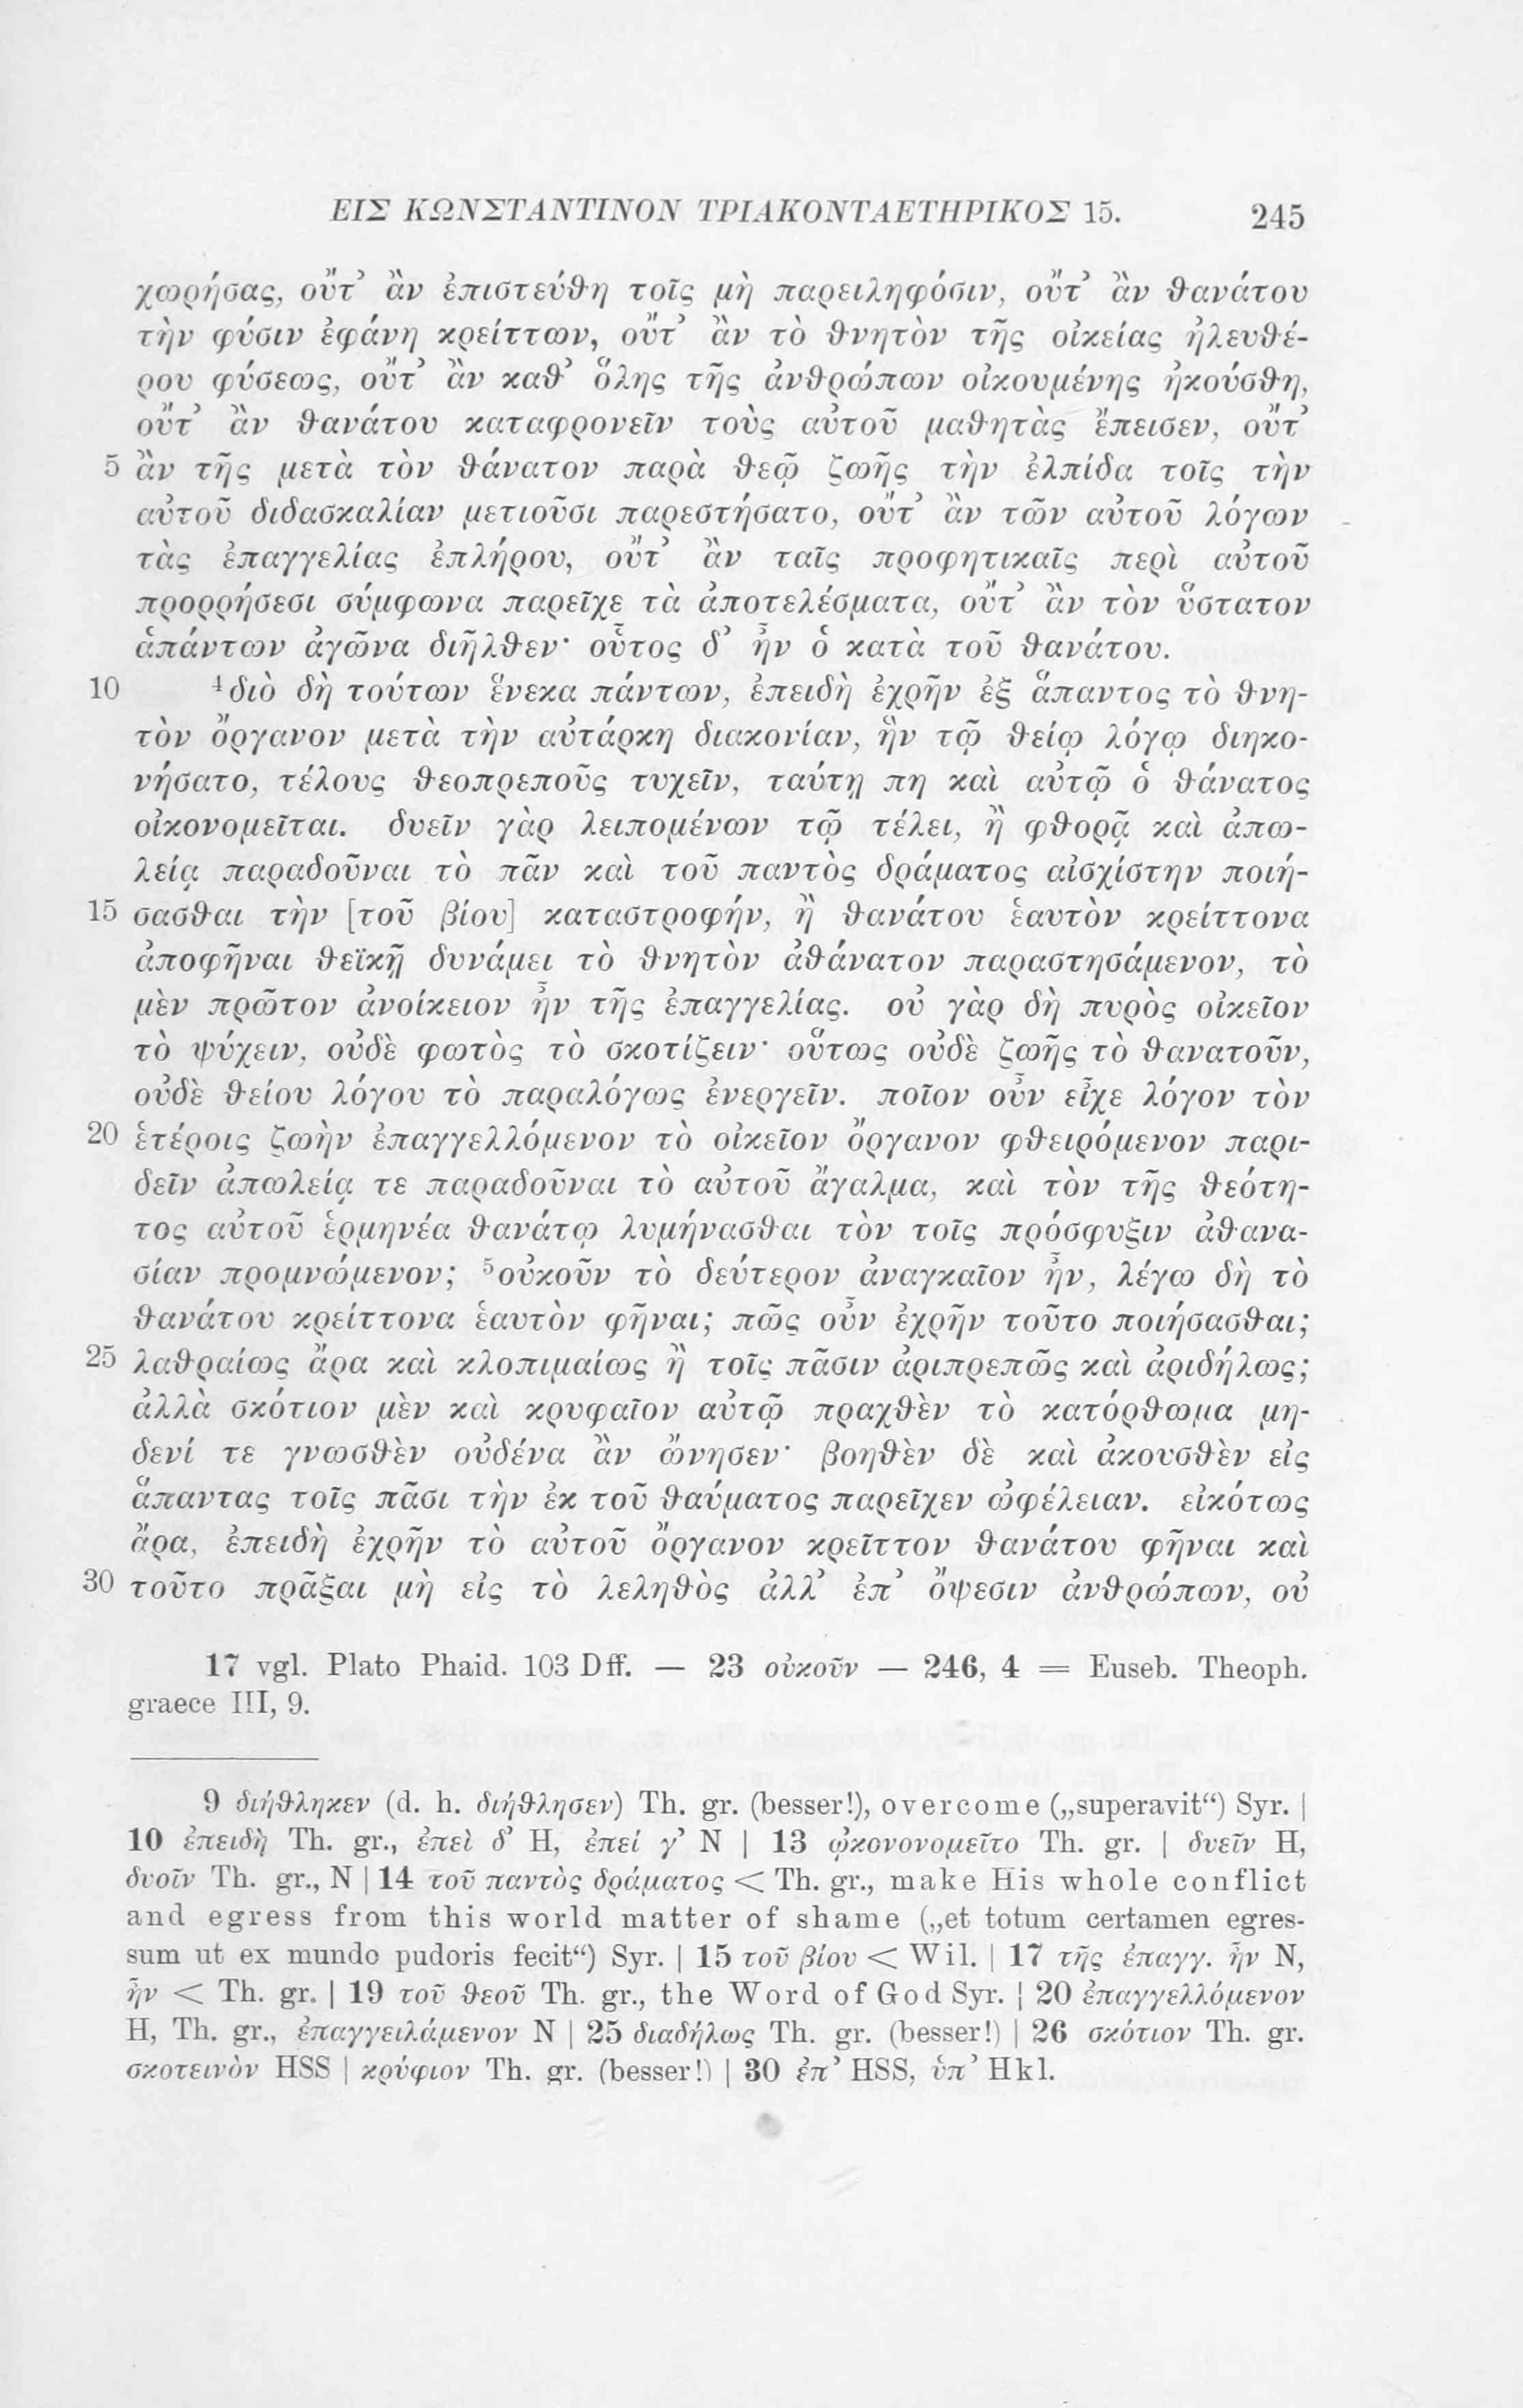 ΕΙΣ ΚΩΝΣΤΑΝΤΙΝΟΝ ΤΡΙΑΚΟΝΤΑΕΤΗΡΙΚΟΣ 15. 245
χωρήσας, οὔτ’ ἂν ἐπιστεύθη τοῖς μὴ παρειληφόσιν, οὔτ’ ἂν θανάτου
τὴν φύσιν ἐφάνη κρείττων, οὔτ’ ἂν τὸ θνητὸν τῆς οἰκείας ἠλευθέ-
ρου φύσεως, οὔτ’ ἂν καθ’ ὅλης τῆς ἀνθρώπων οἰκουμένης ἠκούσθη,
οὔτ’ ἂν θανάτου καταφρονεῖν τοὺς αὐτοῦ μαθητὰς ἔπεισεν, οὔτ’
5 ἂν τῆς μετὰ τὸν θάνατον παρὰ θεῷ ζωῆς τὴν ἐλπίδα τοῖς τὴν
αὐτοῦ διδασκαλίαν μετιοῦσι παρεστήσατο, οὔτ’ ἂν τῶν αὐτοῦ λόγων
τὰς ἐπαγγελίας ἐπλήρου, οὔτ’ ἂν ταῖς προφητικαῖς περὶ αὐτοῦ
προρρήσεσι σύμφωνα παρεῖχε τὰ ἀποτελέσματα, οὔτ’ ἂν τὸν ὕστατον
ἁπάντων ἀγῶνα διῆλθεν· οὗτος δ’ ἦν ὁ κατὰ τοῦ θανάτου.
10 ⁴διὸ δὴ τούτων ἕνεκα πάντων, ἐπειδὴ ἐχρῆν ἐξ ἅπαντος τὸ θνη-
τὸν ὄργανον μετὰ τὴν αὐτάρκη διακονίαν, ἣν τῷ θείῳ λόγῳ διηκο-
νήσατο, τέλους θεοπρεποῦς τυχεῖν, ταύτῃ πη καὶ αὐτῷ ὁ θάνατος
οἰκονομεῖται. δυεῖν γὰρ λειπομένων τῷ τέλει, ἢ φθορᾷ καὶ ἀπω-
λείᾳ παραδοῦναι τὸ πᾶν καὶ τοῦ παντὸς δράματος αἰσχίστην ποιή-
15 σασθαι τὴν [τοῦ βίου] καταστροφήν, ἢ θανάτου ἑαυτὸν κρείττονα
ἀποφῆναι θεϊκῇ δυνάμει τὸ θνητὸν ἀθάνατον παραστησάμενον, τὸ
μὲν πρῶτον ἀνοίκειον ἦν τῆς ἐπαγγελίας. οὐ γὰρ δὴ πυρὸς οἰκεῖον
τὸ ψύχειν, οὐδὲ φωτὸς τὸ σκοτίζειν· οὕτως οὐδὲ ζωῆς τὸ θανατοῦν,
οὐδὲ θείου λόγου τὸ παραλόγως ἐνεργεῖν. ποῖον οὖν εἶχε λόγον τὸν
20 ἑτέροις ζωὴν ἐπαγγελλόμενον τὸ οἰκεῖον ὄργανον φθειρόμενον παρι-
δεῖν ἀπωλείᾳ τε παραδοῦναι τὸ αὐτοῦ ἄγαλμα, καὶ τὸν τῆς θεότη-
τος αὐτοῦ ἑρμηνέα θανάτῳ λυμήνασθαι τὸν τοῖς πρόσφυξιν ἀθανα-
σίαν προμνώμενον; ⁵οὐκοῦν τὸ δεύτερον ἀναγκαῖον ἦν, λέγω δὴ τὸ
θανάτου κρείττονα ἑαυτὸν φῆναι; πῶς οὖν ἐχρῆν τοῦτο ποιήσασθαι;
25 λαθραίως ἄρα καὶ κλοπιμαίως ἢ τοῖς πᾶσιν ἀριπρεπῶς καὶ ἀριδήλως;
ἀλλὰ σκότιον μὲν καὶ κρυφαῖον αὐτῷ πραχθὲν τὸ κατόρθωμα μη-
δενί τε γνωσθὲν οὐδένα ἂν ὤνησεν· βοηθὲν δὲ καὶ ἀκουσθὲν εἰς
ἅπαντας τοῖς πᾶσι τὴν ἐκ τοῦ θαύματος παρεῖχεν ὠφέλειαν. εἰκότως
ἄρα, ἐπειδὴ ἐχρῆν τὸ αὐτοῦ ὄργανον κρεῖττον θανάτου φῆναι καὶ
30 τοῦτο πρᾶξαι μὴ εἰς τὸ λεληθὸς ἀλλ’ ἐπ’ ὄψεσιν ἀνθρώπων, οὐ
17 vgl. Plato Phaid. 103 Dff. — 23 οὐκοῦν — 246, 4 = Euseb. Theoph.
graece III, 9.
9 διήθληκεν (d. h. διήθλησεν) Th. gr. (besser!), overcome („superavit“) Syr. |
10 ἐπειδὴ Th. gr., ἐπεὶ δ’ H, ἐπεί γ’ N | 13 ᾠκονονομεῖτο Th. gr. | δυεῖν H,
δυοῖν Th. gr., N | 14 τοῦ παντὸς δράματος < Th. gr., make His whole conflict
and egress from this world matter of shame („et totum certamen egres-
sum ut ex mundo pudoris fecit“) Syr. | 15 τοῦ βίου < Wil. | 17 τῆς ἐπαγγ. ἦν N,
ἦν < Th. gr. | 19 τοῦ θεοῦ Th. gr., the Word of God Syr. | 20 ἐπαγγελλόμενον
H, Th. gr., ἐπαγγειλάμενον N | 25 διαδήλως Th. gr. (besser!) | 26 σκότιον Th. gr.
σκοτεινὸν HSS | κρύφιον Th. gr. (besser!) | 30 ἐπ’ HSS, ὑπ’ Hkl.